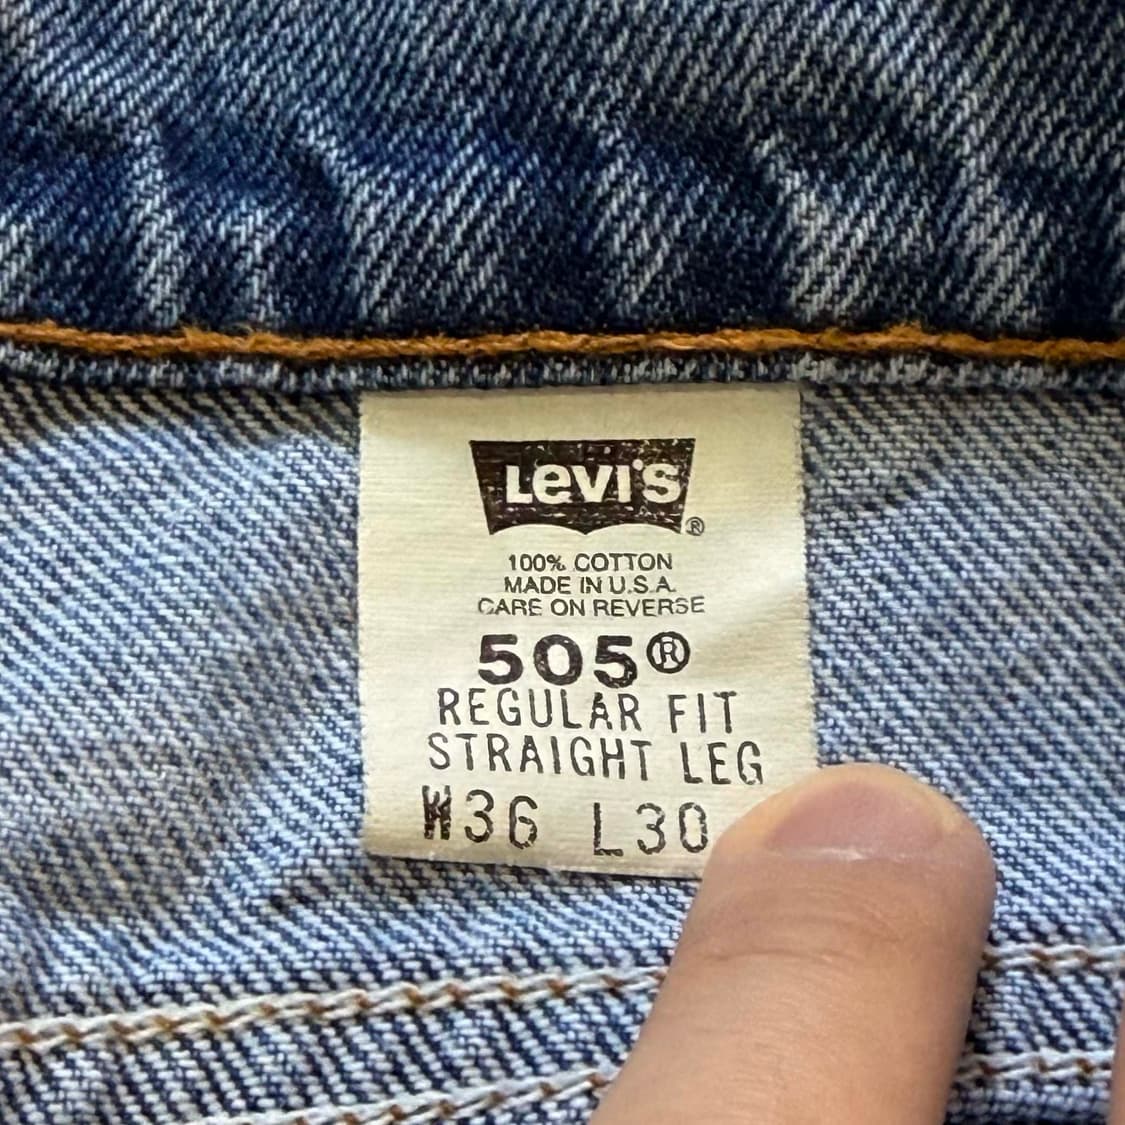 LEVI'S ®
100% COTTON
MADE IN U.S.A.
CARE ON REVERSE
505®
REGULAR FIT
STRAIGHT LEG
W36 L30